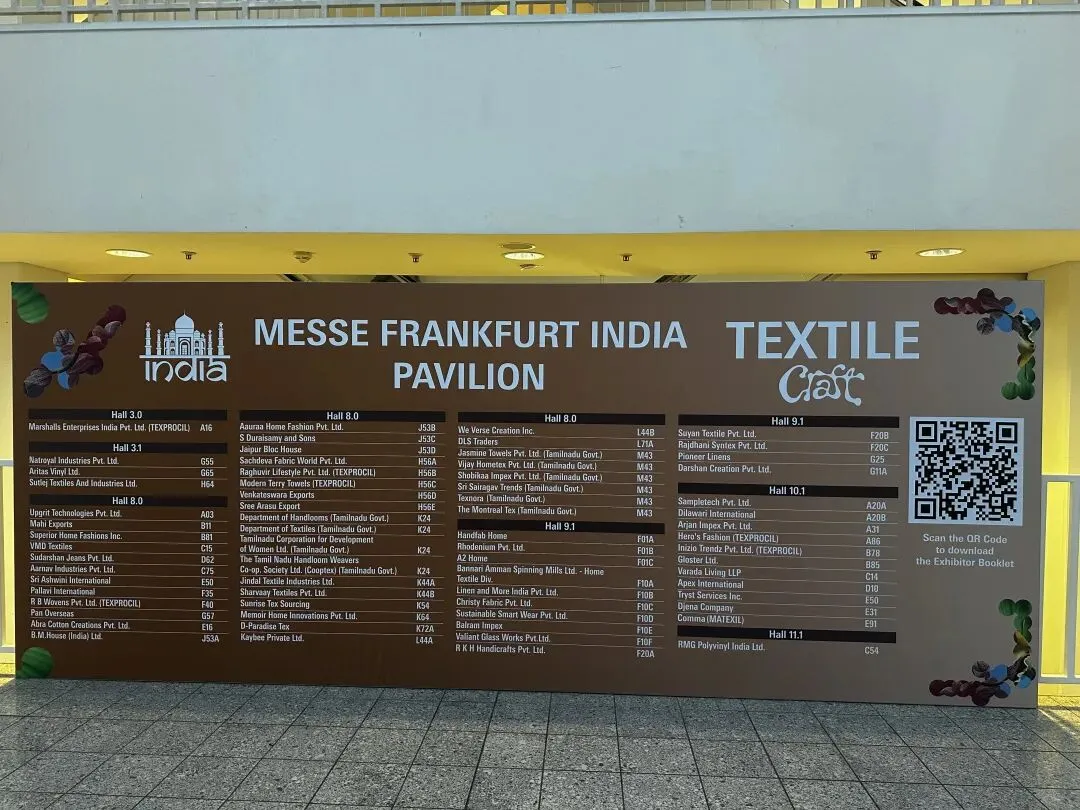 india
MESSE FRANKFURT INDIA
PAVILION
TEXTILE
Craft
Hall 3.0
Marshalls Enterprises India Pvt. Ltd. (TEXPROCIL) A16
Hall 3.1
Natroyal Industries Pvt. Ltd. G55
Aritas Vinyl Ltd. G65
Sutlej Textiles And Industries Ltd. H64
Hall 8.0
Upgrit Technologies Pvt. Ltd. A03
Mahi Exports B11
Superior Home Fashions Inc. B81
VMD Textiles C15
Sudarshan Jeans Pvt. Ltd. D62
Aarnav Industries Pvt. Ltd. C75
Sri Ashwini International E50
Pallavi International F35
R B Wovens Pvt. Ltd. (TEXPROCIL) F40
Pan Overseas G57
Abra Cotton Creations Pvt. Ltd. E16
B.M.House (India) Ltd. J53A
Hall 8.0
Aauraa Home Fashion Pvt. Ltd. J53B
S Duraisamy and Sons J53C
Jaipur Bloc House J53D
Sachdeva Fabric World Pvt. Ltd. H56A
Raghuvir Lifestyle Pvt. Ltd. (TEXPROCIL) H56B
Modern Terry Towels (TEXPROCIL) H56C
Venkateswara Exports H56D
Sree Arasu Export H56E
Department of Handlooms (Tamilnadu Govt.) K24
Department of Textiles (Tamilnadu Govt.) K24
Tamilnadu Corporation for Development
of Women Ltd. (Tamilnadu Govt.) K24
The Tamil Nadu Handloom Weavers
Co-op. Society Ltd. (Cooptex) (Tamilnadu Govt.) K24
Jindal Textile Industries Ltd. K44A
Sharvaay Textiles Pvt. Ltd. K44B
Sunrise Tex Sourcing K54
Memoir Home Innovations Pvt. Ltd. K64
D-Paradise Tex K72A
Kaybee Private Ltd. L44A
Hall 8.0
We Verse Creation Inc. L44B
DLS Traders L71A
Jasmine Towels Pvt. Ltd. (Tamilnadu Govt.) M43
Vijay Hometex Pvt. Ltd. (Tamilnadu Govt.) M43
Shobikaa Impex Pvt. Ltd. (Tamilnadu Govt.) M43
Sri Sairagav Trends (Tamilnadu Govt.) M43
Texnera (Tamilnadu Govt.) M43
The Montreal Tex (Tamilnadu Govt.) M43
Hall 9.1
Handfab Home F01A
Rhodenium Pvt. Ltd. F01B
A2 Home F01C
Bannari Amman Spinning Mills Ltd. - Home
Textile Div. F10A
Linen and More India Pvt. Ltd. F10B
Christy Fabric Pvt. Ltd. F10C
Sustainable Smart Wear Pvt. Ltd. F10D
Balram Impex F10E
Valiant Glass Works Pvt.Ltd. F10F
R K H Handicrafts Pvt. Ltd. F20A
Hall 9.1
Suyan Textile Pvt. Ltd. F20B
Rajdhani Syntex Pvt. Ltd. F20C
Pioneer Linens G25
Darshan Creation Pvt. Ltd. G11A
Hall 10.1
Sampletech Pvt. Ltd. A20A
Dilawari International A20B
Arjan Impex Pvt. Ltd. A31
Hero's Fashion (TEXPROCIL) A86
Inizio Trendz Pvt. Ltd. (TEXPROCIL) B78
Gloster Ltd. B85
Varada Living LLP C14
Apex International D10
Tryst Services Inc. E50
Djena Company E31
Comma (MATEXIL) E91
Hall 11.1
RMG Polyvinyl India Ltd. C54
Scan the QR Code
to download
the Exhibitor Booklet